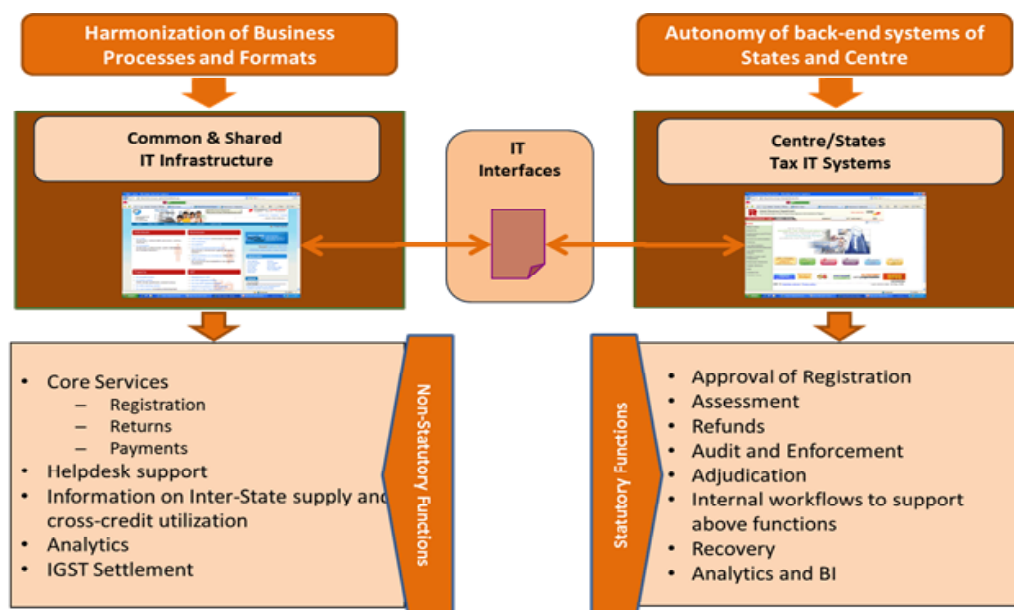 Harmonization of Business
Processes and Formats
Autonomy of back-end systems of
States and Centre
Common & Shared
IT Infrastructure
IT
Interfaces
Centre/States
Tax IT Systems
• Core Services
– Registration
– Returns
– Payments
• Helpdesk support
• Information on Inter-State supply and
cross-credit utilization
• Analytics
• IGST Settlement
Non-Statutory Functions
Statutory Functions
• Approval of Registration
• Assessment
• Refunds
• Audit and Enforcement
• Adjudication
• Internal workflows to support
above functions
• Recovery
• Analytics and BI